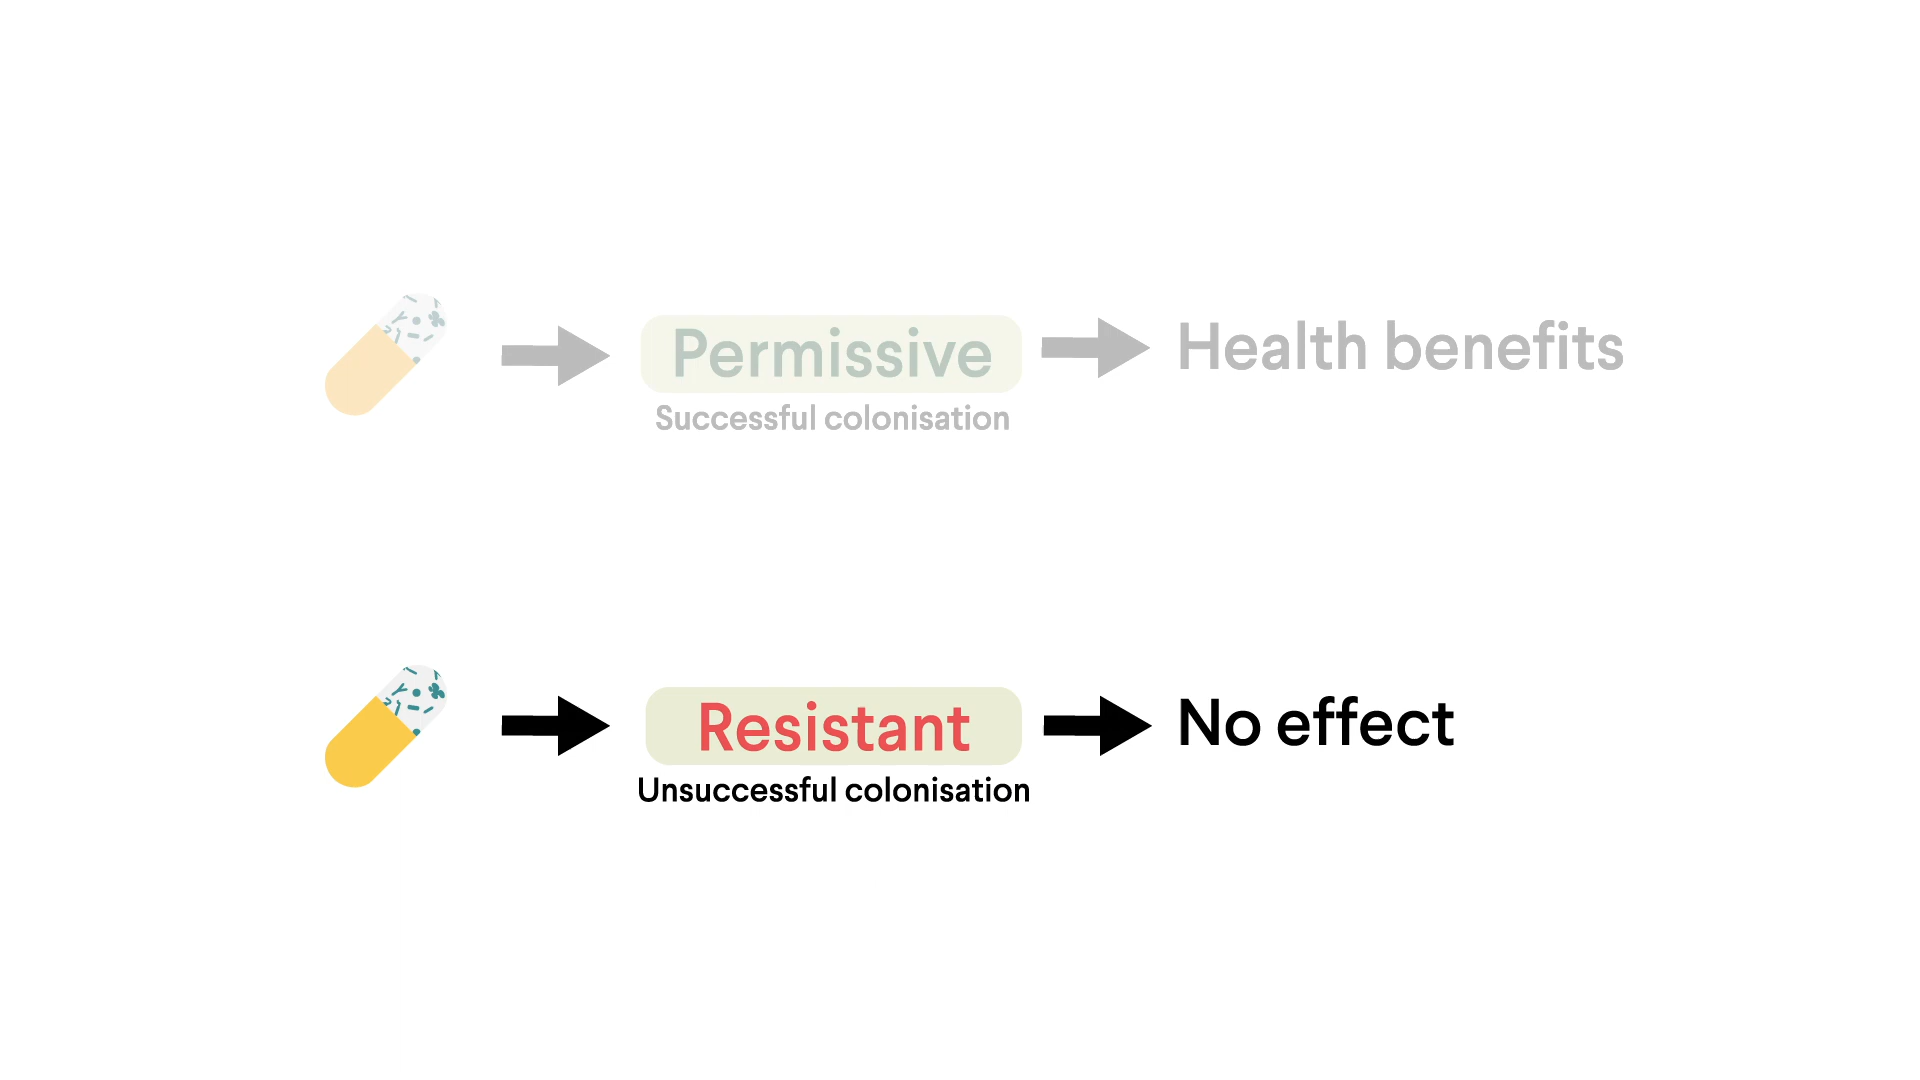 Permissive
Successful colonisation
Health benefits
Resistant
Unsuccessful colonisation
No effect